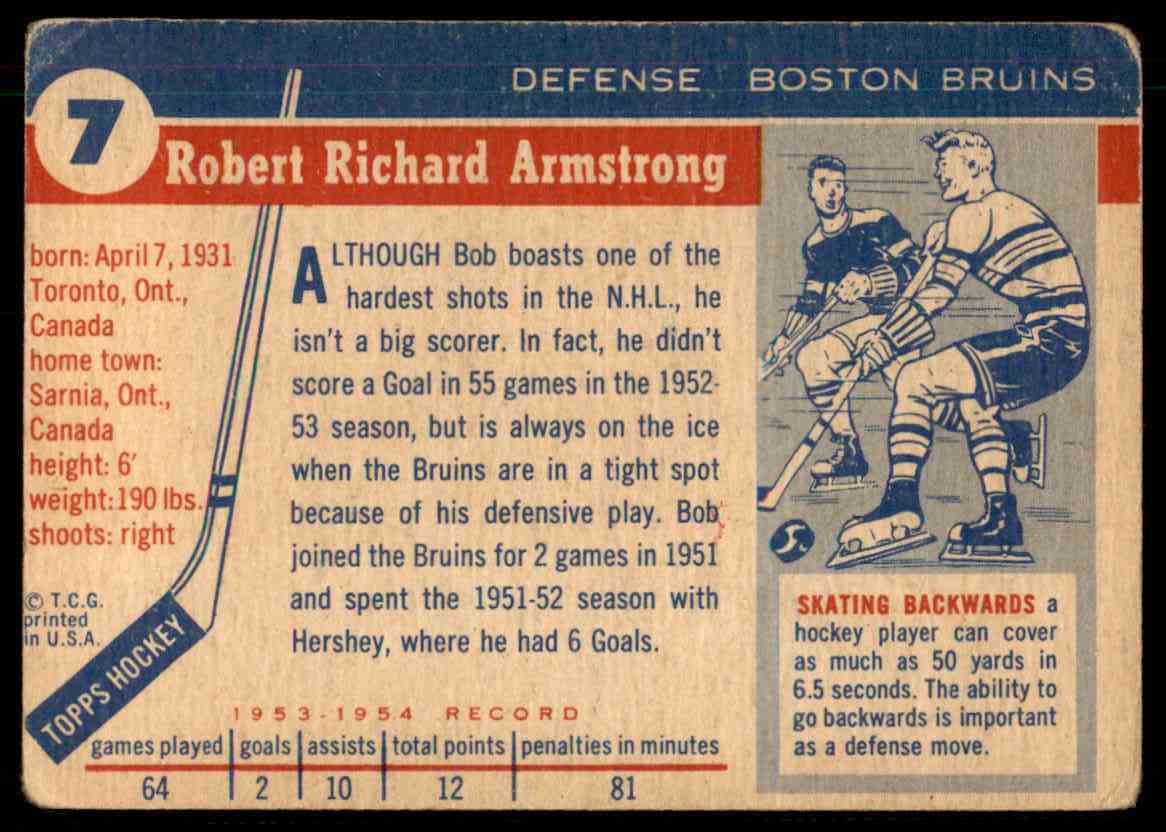 DEFENSE BOSTON BRUINS
7
Robert Richard Armstrong
born: April 7, 1931
Toronto, Ont.,
Canada
home town:
Sarnia, Ont.,
Canada
height: 6'
weight: 190 lbs.
shoots: right
© T.C.G.
printed
in U.S.A.
TOPPS HOCKEY
ALTHOUGH Bob boasts one of the
hardest shots in the N.H.L., he
isn't a big scorer. In fact, he didn't
score a Goal in 55 games in the 1952-
53 season, but is always on the ice
when the Bruins are in a tight spot
because of his defensive play. Bob
joined the Bruins for 2 games in 1951
and spent the 1951-52 season with
Hershey, where he had 6 Goals.
SKATING BACKWARDS a
hockey player can cover
as much as 50 yards in
6.5 seconds. The ability to
go backwards is important
as a defense move.
1953-1954 RECORD
games played goals assists total points penalties in minutes
64 2 10 12 81